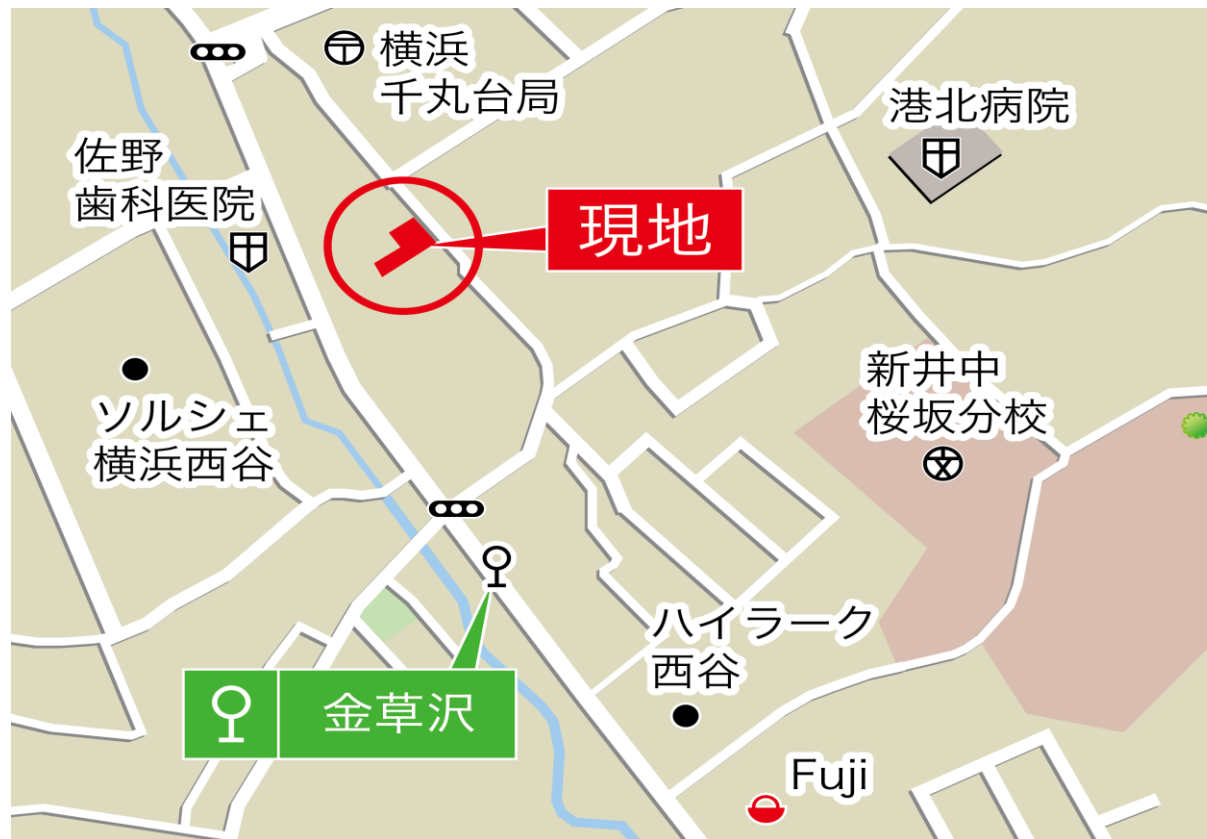 横浜
千丸台局
港北病院
佐野
歯科医院
現地
新井中
桜坂分校
ソルシェ
横浜西谷
ハイラーク
西谷
金草沢
Fuji